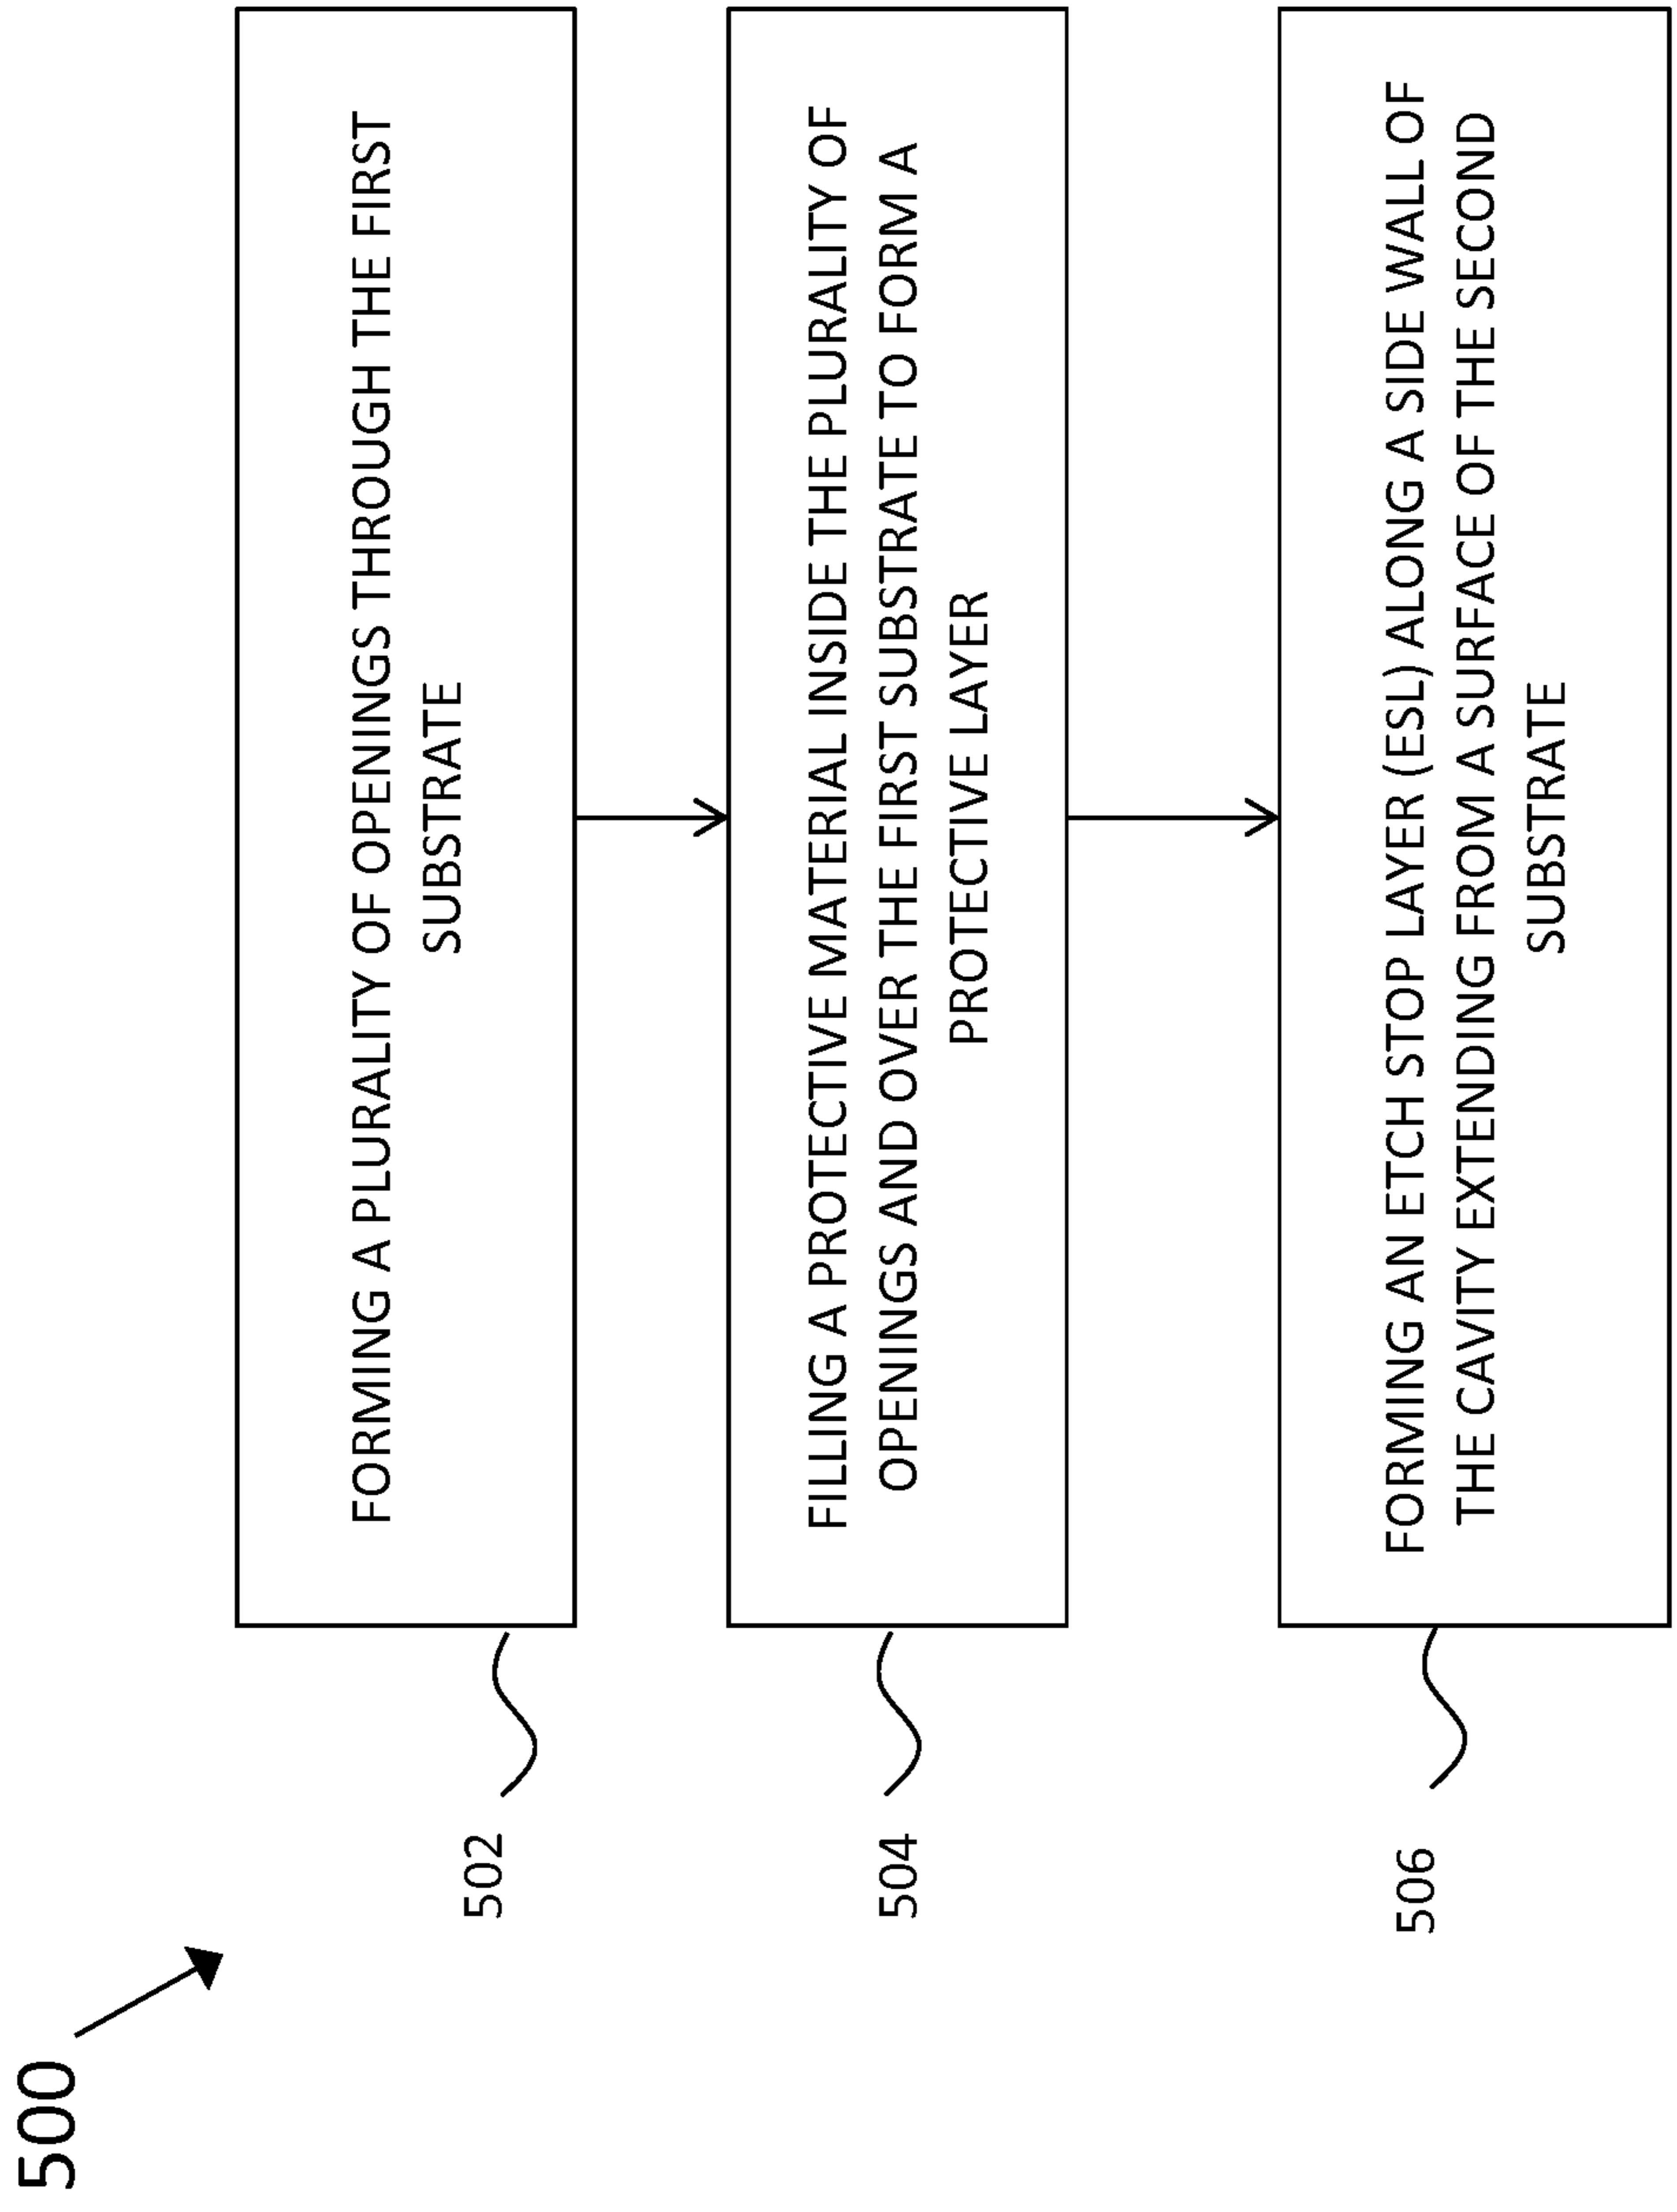 500
502
FORMING A PLURALITY OF OPENINGS THROUGH THE FIRST
SUBSTRATE
504
FILLING A PROTECTIVE MATERIAL INSIDE THE PLURALITY OF
OPENINGS AND OVER THE FIRST SUBSTRATE TO FORM A
PROTECTIVE LAYER
506
FORMING AN ETCH STOP LAYER (ESL) ALONG A SIDE WALL OF
THE CAVITY EXTENDING FROM A SURFACE OF THE SECOND
SUBSTRATE